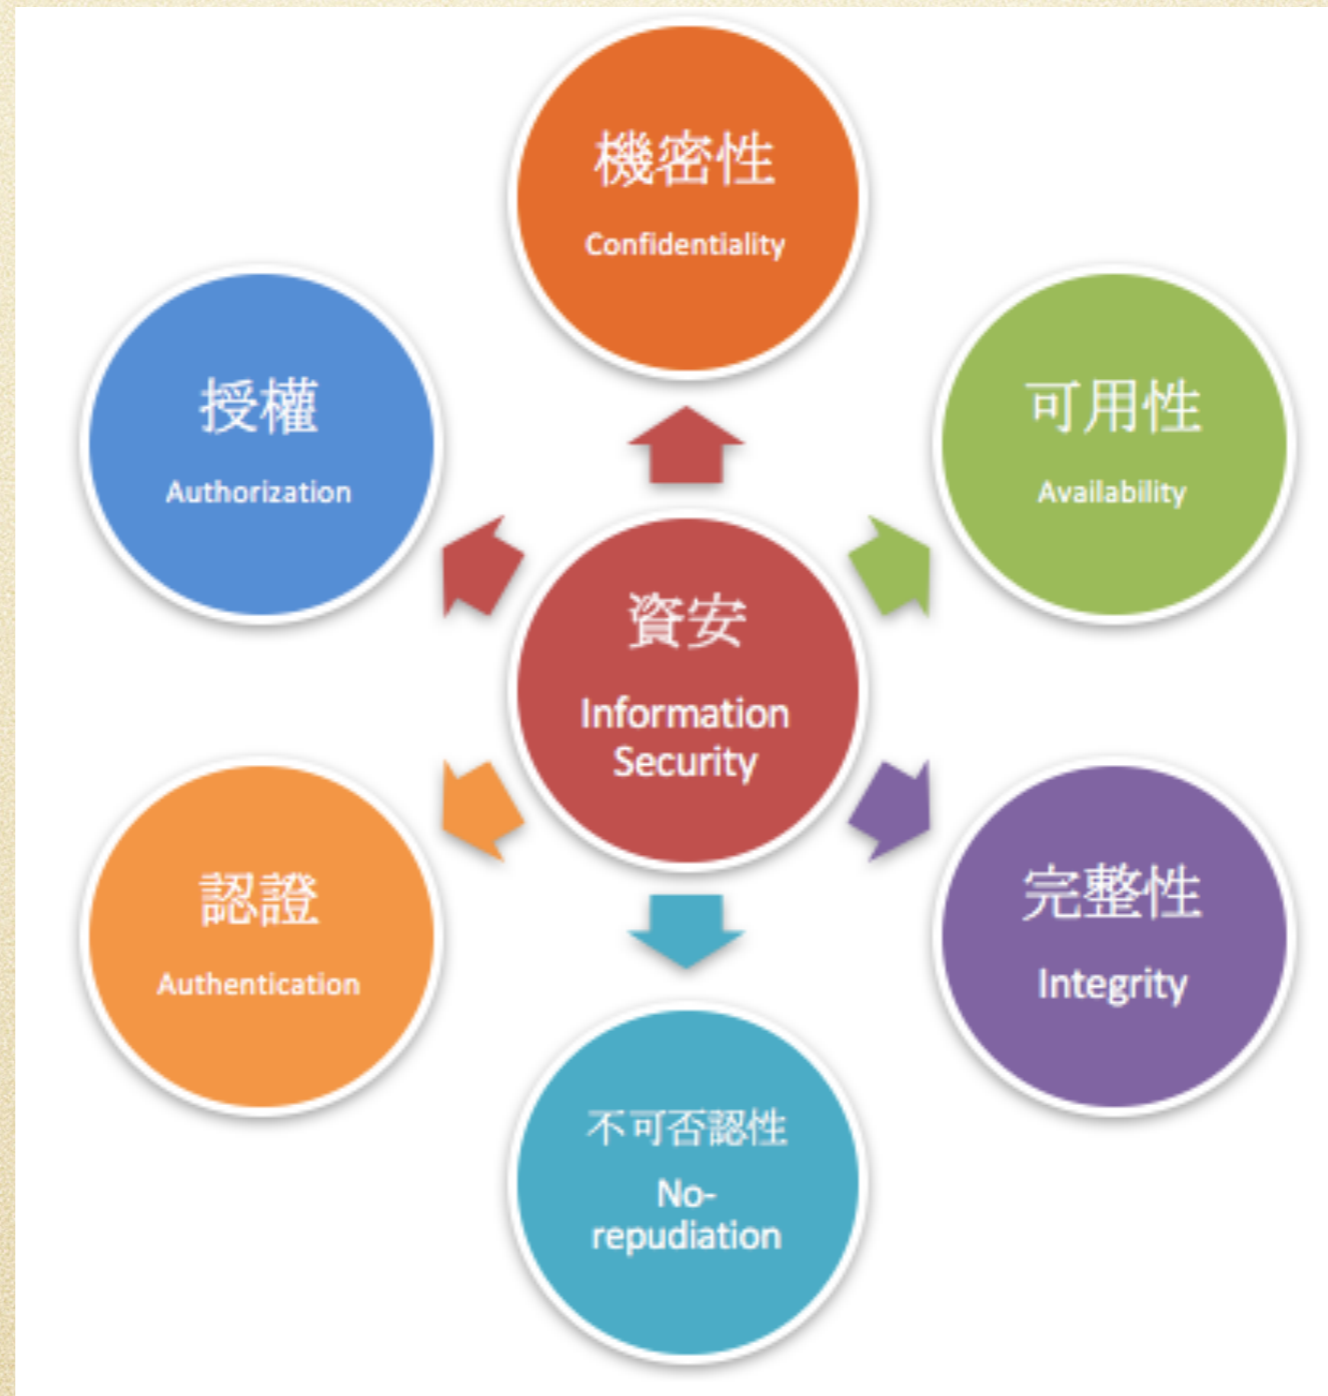 機密性
Confidentiality
授權
Authorization
可用性
Availability
資安
Information
Security
認證
Authentication
完整性
Integrity
不可否認性
No-
repudiation